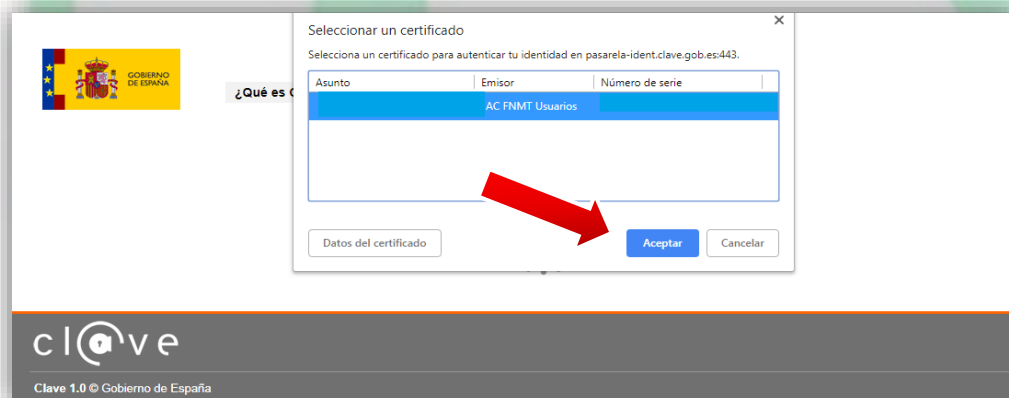 Seleccionar un certificado
Selecciona un certificado para autenticar tu identidad en pasarela-ident.clave.gob.es:443.
GOBIERNO
DE ESPAÑA
¿Qué es
Asunto Emisor Número de serie
AC FNMT Usuarios
Datos del certificado Aceptar Cancelar
cl@ve
Clave 1.0 © Gobierno de España